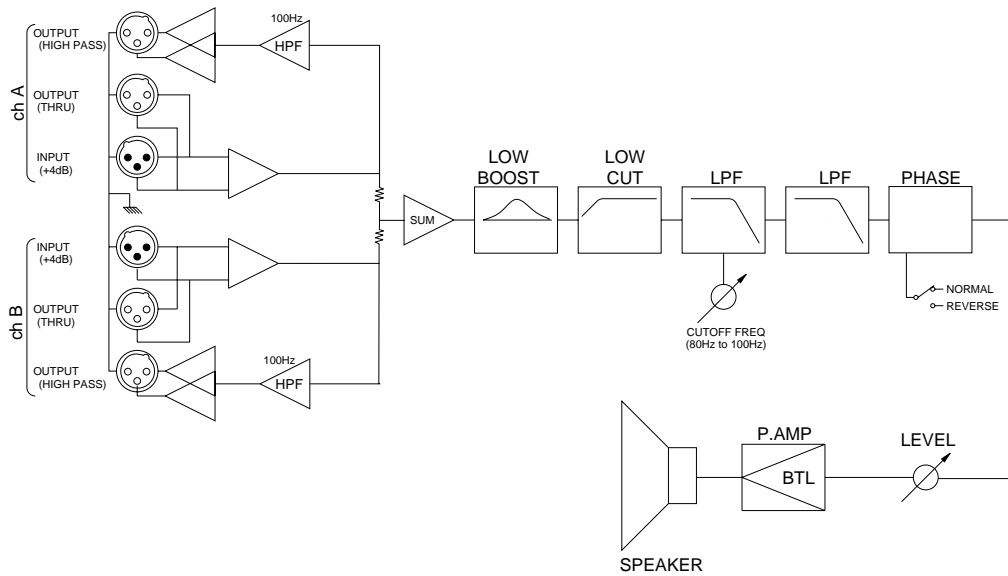 ch A
OUTPUT
(HIGH PASS)
100Hz
HPF
OUTPUT
(THRU)
INPUT
(+4dB)
ch B
INPUT
(+4dB)
OUTPUT
(THRU)
OUTPUT
(HIGH PASS)
100Hz
HPF
SUM
LOW
BOOST
LOW
CUT
LPF
LPF
PHASE
CUTOFF FREQ
(80Hz to 100Hz)
NORMAL
REVERSE
P.AMP
BTL
LEVEL
SPEAKER